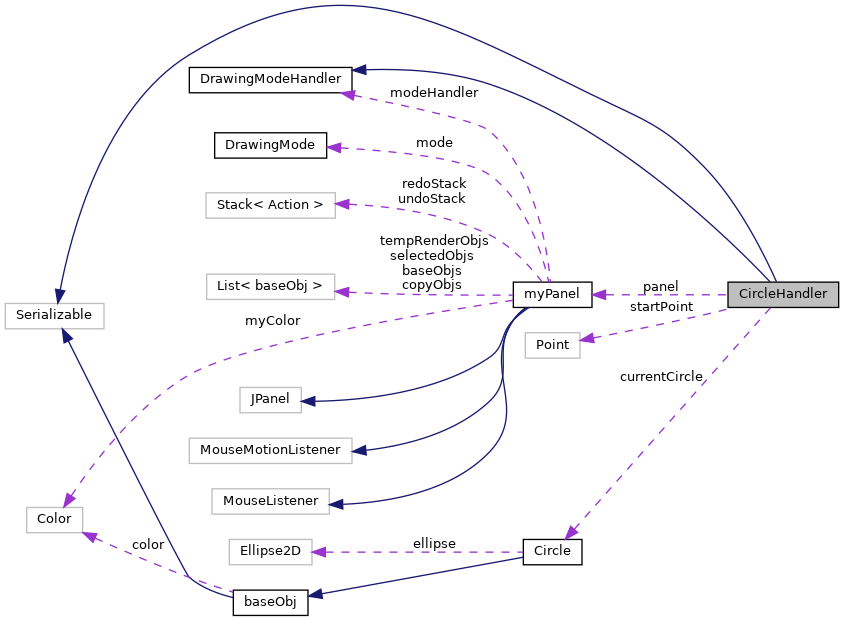 DrawingModeHandler
modeHandler
DrawingMode
mode
Stack< Action >
redoStack
undoStack
List< baseObj >
tempRenderObjs
selectedObjs
baseObjs
copyObjs
myPanel
panel
CircleHandler
startPoint
Serializable
myColor
Point
currentCircle
JPanel
MouseMotionListener
MouseListener
Color
color
Ellipse2D
ellipse
Circle
baseObj